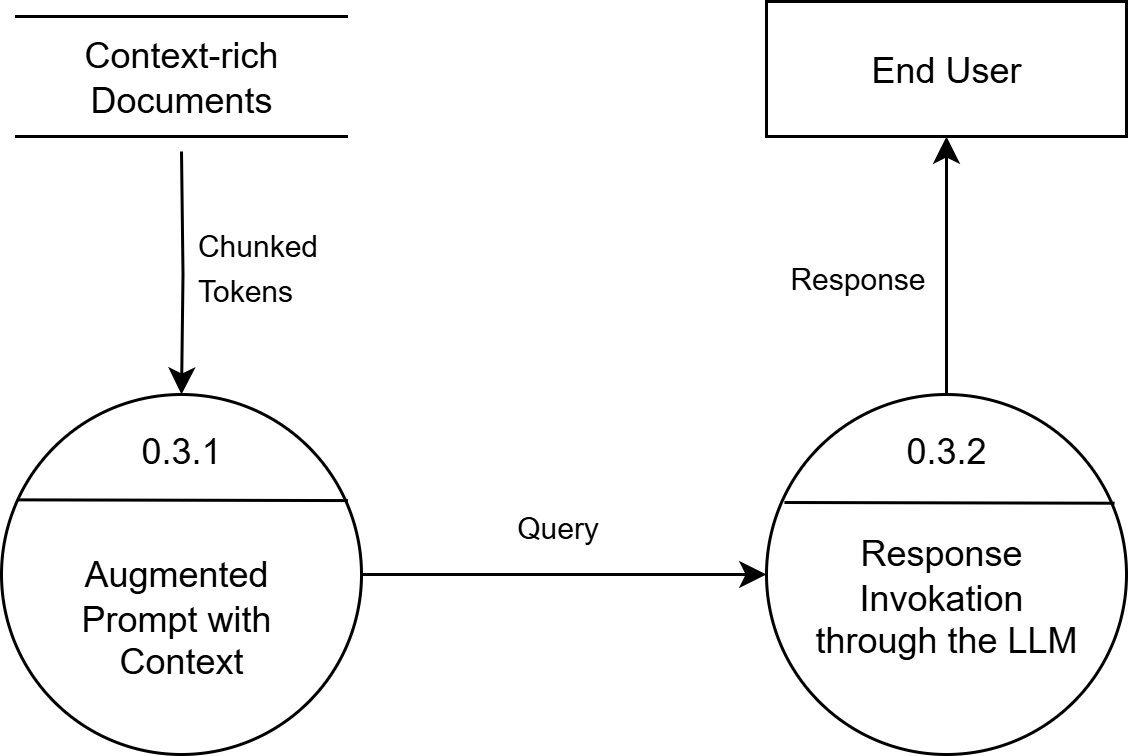 Context-rich
Documents
End User
Chunked
Tokens
Response
0.3.1
Augmented
Prompt with
Context
Query
0.3.2
Response
Invokation
through the LLM